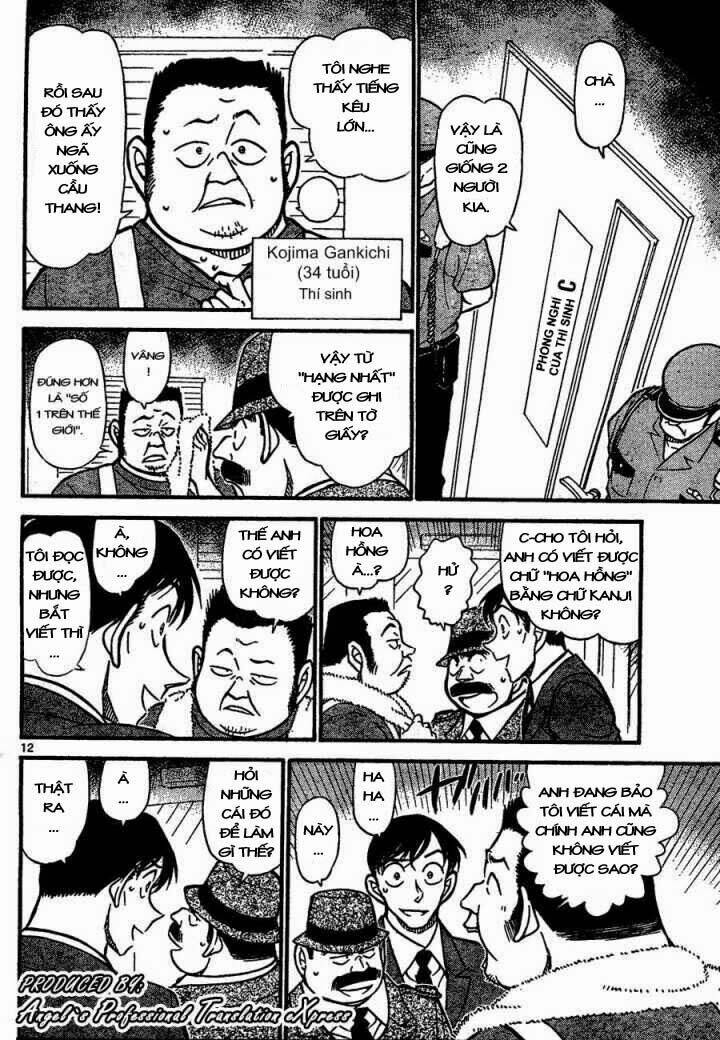 CHÀ
...
VẬY LÀ
CŨNG
GIỐNG 2
NGƯỜI
KIA.
PHÒNG NGHỈ
CỦA THÍ SINH C
TÔI NGHE
THẤY TIẾNG
KÊU
LỚN...
RỒI SAU
ĐÓ THẤY
ÔNG ẤY
NGÃ
XUỐNG
CẦU
THANG!
Kojima Gankichi
(34 tuổi)
Thí sinh
VẬY TỪ
"HẠNG NHẤT"
ĐƯỢC GHI
TRÊN TỜ
GIẤY?
VÂNG
!
ĐÚNG HƠN
LÀ "SỐ
1 TRÊN THẾ
GIỚI".
C-CHO TÔI HỎI,
ANH CÓ VIẾT ĐƯỢC
CHỮ "HOA HỒNG"
BẰNG CHỮ KANJI
KHÔNG?
HỬ
?
HOA
HỒNG
À...?
THẾ ANH
CÓ VIẾT
ĐƯỢC
KHÔNG?
À,
KHÔNG
...
TÔI ĐỌC
ĐƯỢC,
NHƯNG
BẮT
VIẾT THÌ
...
12
ANH ĐANG BẢO
TÔI VIẾT CÁI MÀ
CHÍNH ANH CŨNG
KHÔNG VIẾT
ĐƯỢC SAO?
HA
HA
...
NÀY
...
HỎI
NHỮNG
CÁI ĐÓ
ĐỂ LÀM
GÌ THẾ?
À
...
THẬT
RA
...
PRODUCED BY:
Angel's Professional Translation eXpress